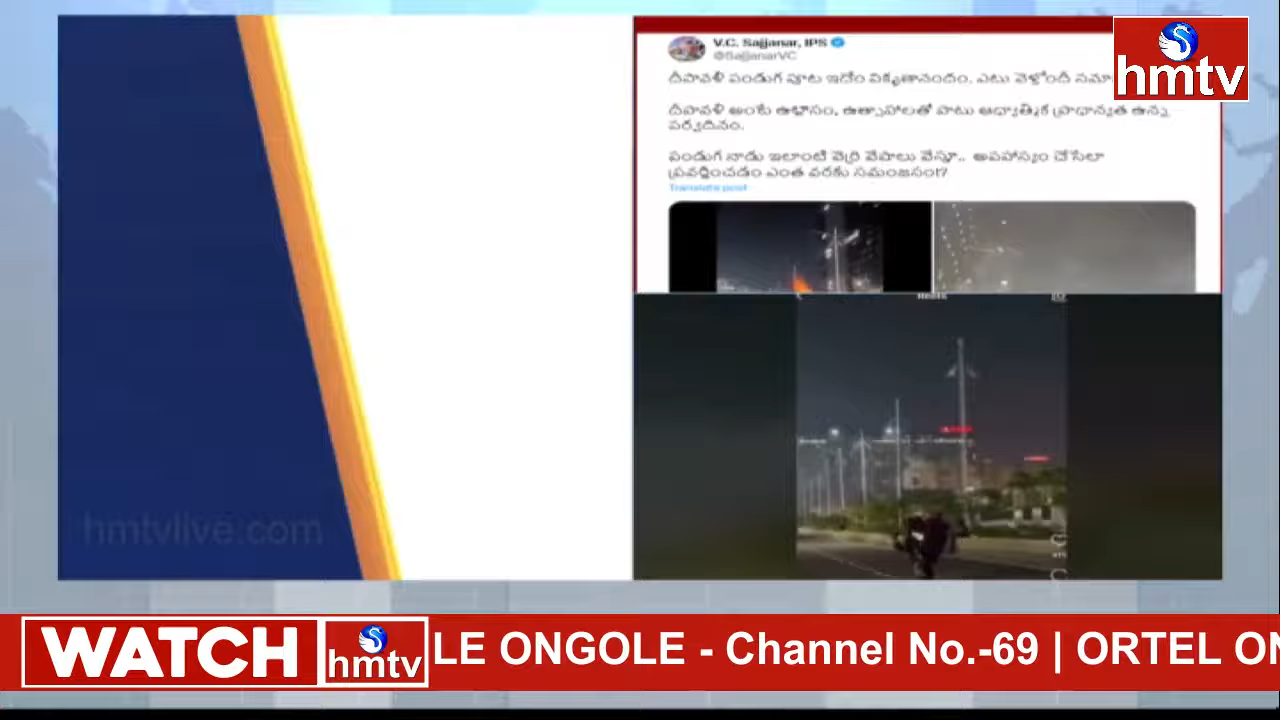 V.C. Sajjanar, IPS
@SajjanarVC
దీపావళి పండుగ పూట ఇదేం వికృతానందం. ఎటు వెళ్తోందీ
దీపావళి అంటే ఉల్లాసం, ఉత్సాహాలతో పాటు ఆధ్యాత్మిక ప్రాధాన్యత ఉన్న
పర్వదినం.
పండుగ నాడు ఇలాంటి వెర్రి వేషాలు వేస్తూ.. అపహాస్యం చేసేలా
ప్రవర్తించడం ఎంత వరకు సమంజసం!?
Translate post
hmtv
Reels
hmtvlive.com
WATCH hmtv LE ONGOLE - Channel No.-69 | ORTEL ON